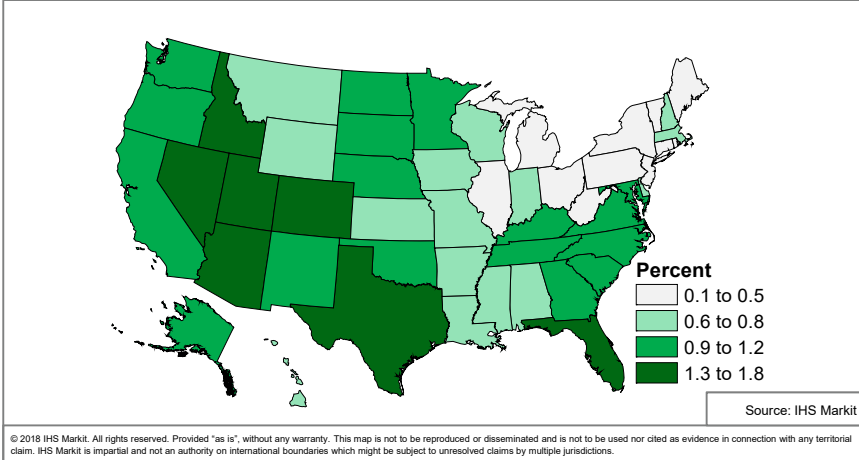 Percent
0.1 to 0.5
0.6 to 0.8
0.9 to 1.2
1.3 to 1.8
Source: IHS Markit
© 2018 IHS Markit. All rights reserved. Provided "as is", without any warranty. This map is not to be reproduced or disseminated and is not to be used nor cited as evidence in connection with any territorial
claim. IHS Markit is impartial and not an authority on international boundaries which might be subject to unresolved claims by multiple jurisdictions.